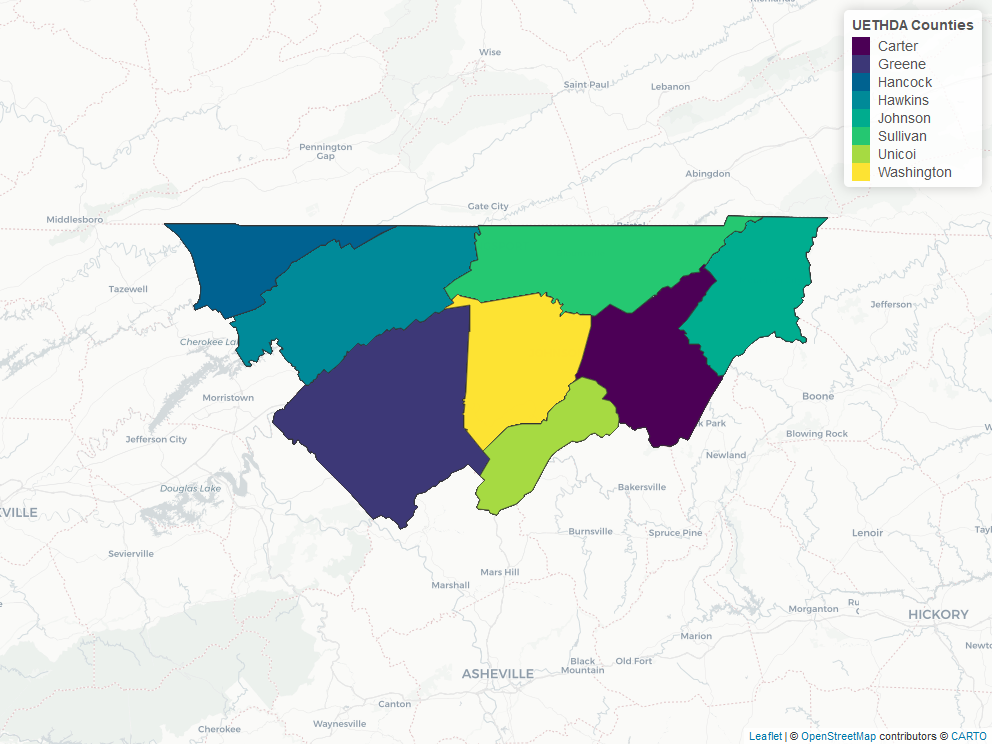 UETHDA Counties
Carter
Greene
Hancock
Hawkins
Johnson
Sullivan
Unicoi
Washington
Wise
Saint Paul
Lebanon
Pennington
Gap
Abingdon
Middlesboro
Gate City
Tazewell
Jefferson
Cherokee
Morristown
Boone
k Park
Blowing Rock
Jefferson City
Newland
Douglas Lake
Bakersville
VILLE
Burnsville
Spruce Pine
Lenoir
Sevierville
Mars Hill
Marshall
Morganton
Ru
HICKORY
Marion
Newto
Black
Mountain
Old Fort
ASHEVILLE
Canton
Waynesville
Cherokee
Leaflet | © OpenStreetMap contributors © CARTO